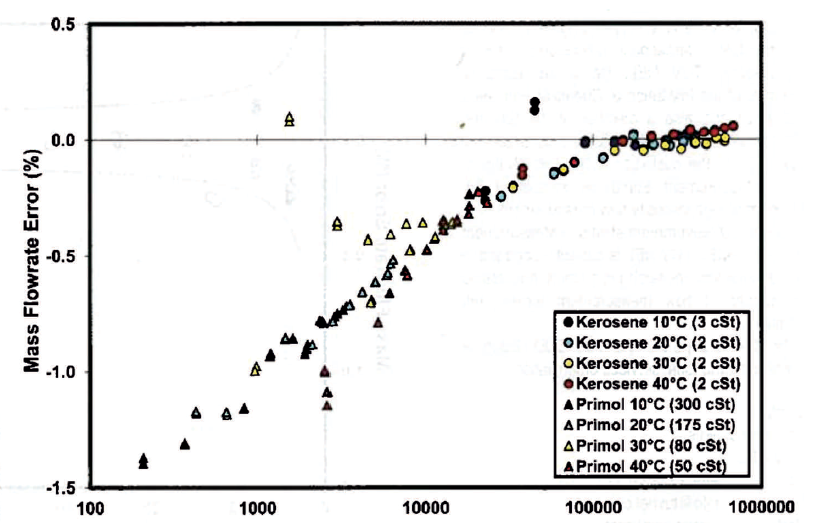 0.5
0.0
-0.5
-1.0
-1.5
Mass Flowrate Error (%)
100
1000
10000
100000
1000000
Kerosene 10°C (3 cSt)
Kerosene 20°C (2 cSt)
Kerosene 30°C (2 cSt)
Kerosene 40°C (2 cSt)
Primol 10°C (300 cSt)
Primol 20°C (175 cSt)
Primol 30°C (80 cSt)
Primol 40°C (50 cSt)